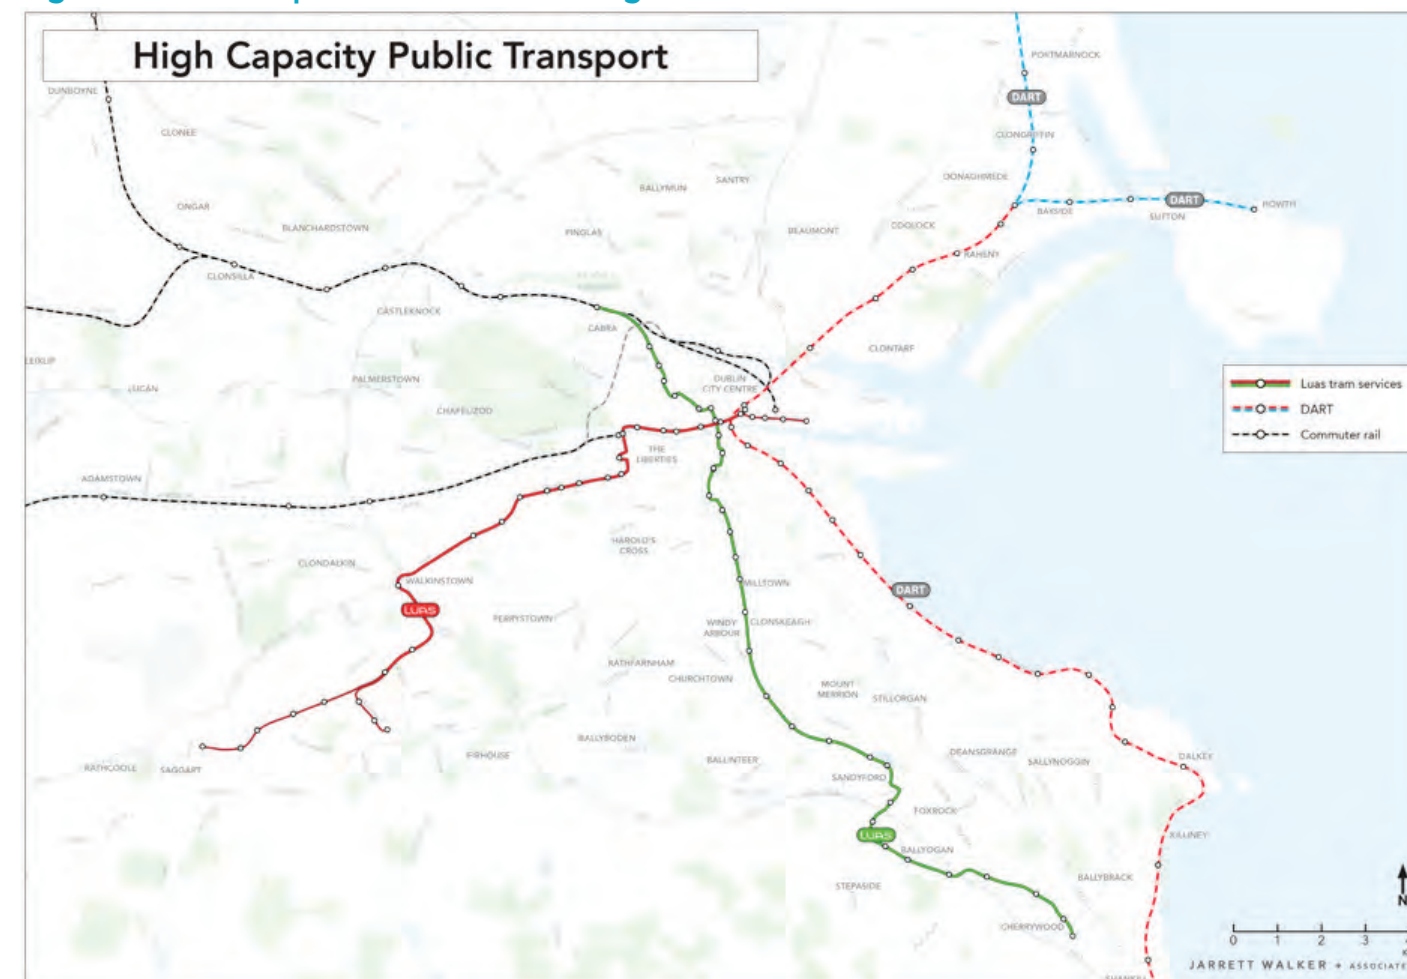 High Capacity Public Transport
PORTMARNOCK
DUNBOYNE
DART
CLONEE
CLONGRIFFIN
DONAGHMEDE
SANTRY
BALLYMUN
ONGAR
DART
HOWTH
BAYSIDE
SUTTON
BLANCHARDSTOWN
FINGLAS
BEAUMONT
COOLOCK
RAHENY
CLONSILLA
CASTLEKNOCK
CABRA
CLONTARF
LEIXLIP
LUCAN
PALMERSTOWN
DUBLIN
CITY CENTRE
Luas tram services
DART
Commuter rail
CHAPELIZOD
THE
LIBERTIES
ADAMSTOWN
HAROLD'S
CROSS
CLONDALKIN
WALKINSTOWN
MILLTOWN
DART
LUAS
PERRYSTOWN
WINDY
ARBOUR
CLONSKEAGH
RATHFARNHAM
CHURCHTOWN
MOUNT
MERRION
STILLORGAN
BALLYBODEN
FIRHOUSE
BALLINTEER
DEANSGRANGE
SALLYNOGGIN
DALKEY
RATHCOOLE
SAGGART
SANDYFORD
FOXROCK
LUAS
KILLINEY
BALLYOGAN
STEPASIDE
BALLYBRACK
N
CHERRYWOOD
0 1 2 3
JARRETT WALKER + ASSOCIATE